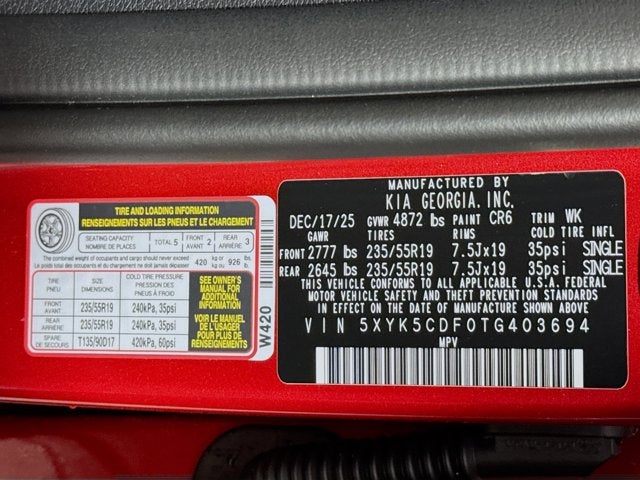 TIRE AND LOADING INFORMATION
RENSEIGNEMENTS SUR LES PNEUS ET LE CHARGEMENT
SEATING CAPACITY
NOMBRE DE PLACES
TOTAL 5
FRONT
AVANT 2
REAR
ARRIÈRE 3
The combined weight of occupants and cargo should never exceed
Le poids total des occupants et du chargement ne doit jamais dépasser
420 kg or
kg ou
926 lbs.
lb.
TIRE
PNEU
SIZE
DIMENSIONS
COLD TIRE PRESSURE
PRESSION DES
PNEUS À FROID
FRONT
AVANT
235/55R19
240kPa, 35psi
REAR
ARRIÈRE
235/55R19
240kPa, 35psi
SPARE
DE SECOURS
T135/90D17
420kPa, 60psi
SEE OWNER'S
MANUAL FOR
ADDITIONAL
INFORMATION
VOIR LE MANUEL
DE L'USAGER
POUR PLUS DE
RENSEIGNEMENTS
W420
MANUFACTURED BY
KIA GEORGIA, INC.
DEC/17/25 GVWR 4872 lbs PAINT CR6 TRIM WK
GAWR TIRES RIMS COLD TIRE INFL
FRONT 2777 lbs 235/55R19 7.5Jx19 35psi SINGLE
REAR 2645 lbs 235/55R19 7.5Jx19 35psi SINGLE
THIS VEHICLE CONFORMS TO ALL APPLICABLE U.S.A. FEDERAL
MOTOR VEHICLE SAFETY, BUMPER, AND THEFT PREVENTION
STANDARDS IN EFFECT ON THE DATE OF MANUFACTURE SHOWN ABOVE.
VIN 5XYK5CDF0TG403694
MPV